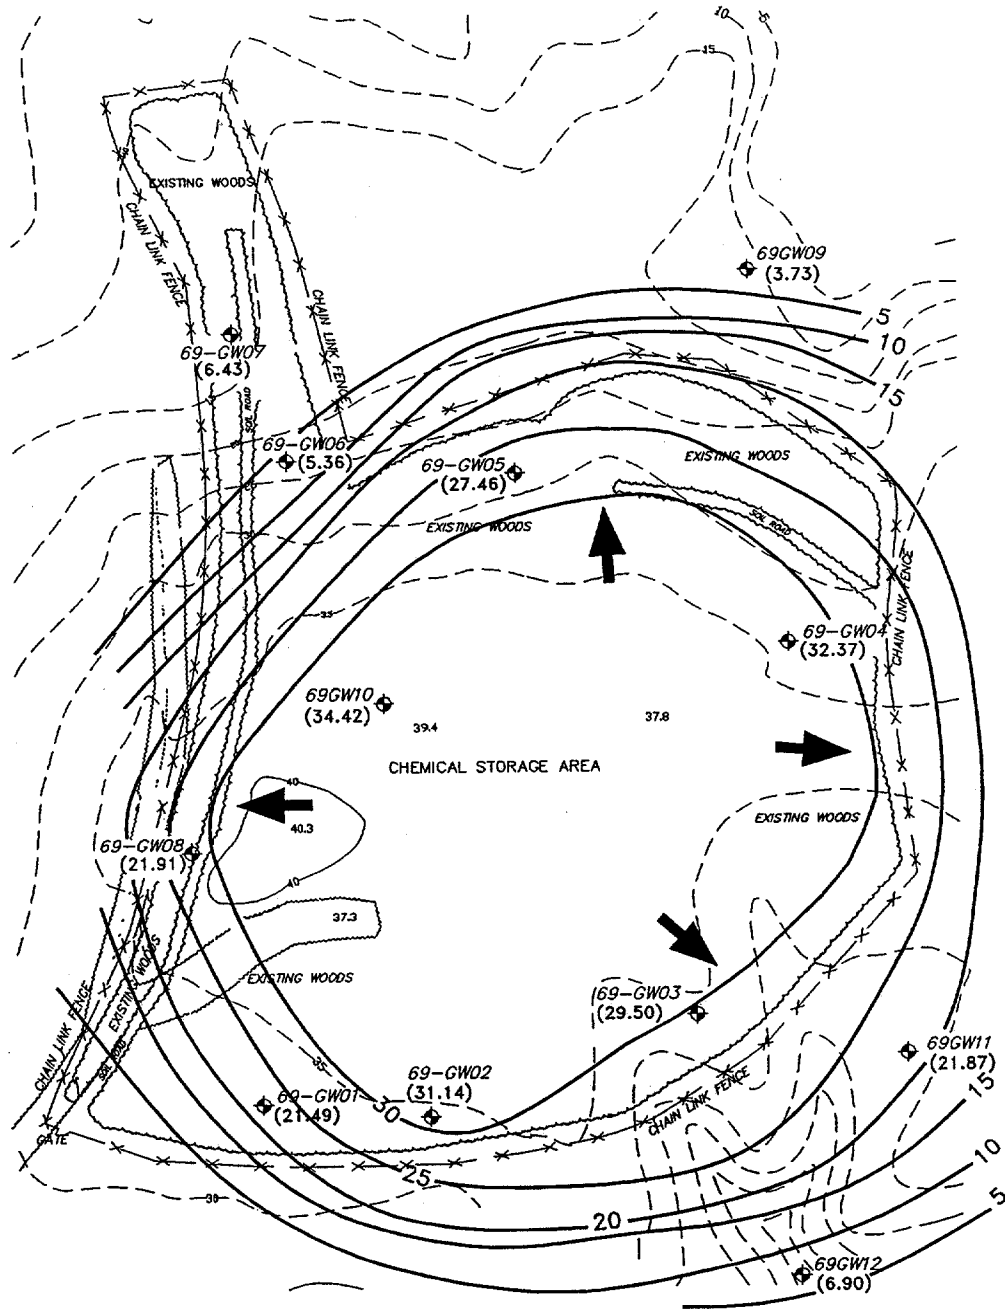 10
5
15
EXISTING WOODS
CHAIN LINK FENCE
69GW09
(3.73)
CHAIN LINK FENCE
5
10
15
69-GW07
(6.43)
SOIL ROAD
69-GW06
(5.36)
69-GW05
(27.46)
EXISTING WOODS
EXISTING WOODS
SOIL ROAD
CHAIN LINK FENCE
35
69-GW04
(32.37)
69GW10
(34.42)
39.4
37.8
CHEMICAL STORAGE AREA
40
40.3
EXISTING WOODS
69-GW08
(21.91)
40
37.3
EXISTING WOODS
EXISTING WOODS
CHAIN LINK FENCE
SOIL ROAD
69-GW03
(29.50)
69GW11
(21.87)
35
69-GW02
(31.14)
69-GW01
(21.49)
30
CHAIN LINK FENCE
15
GATE
25
10
30
20
5
69GW12
(6.90)